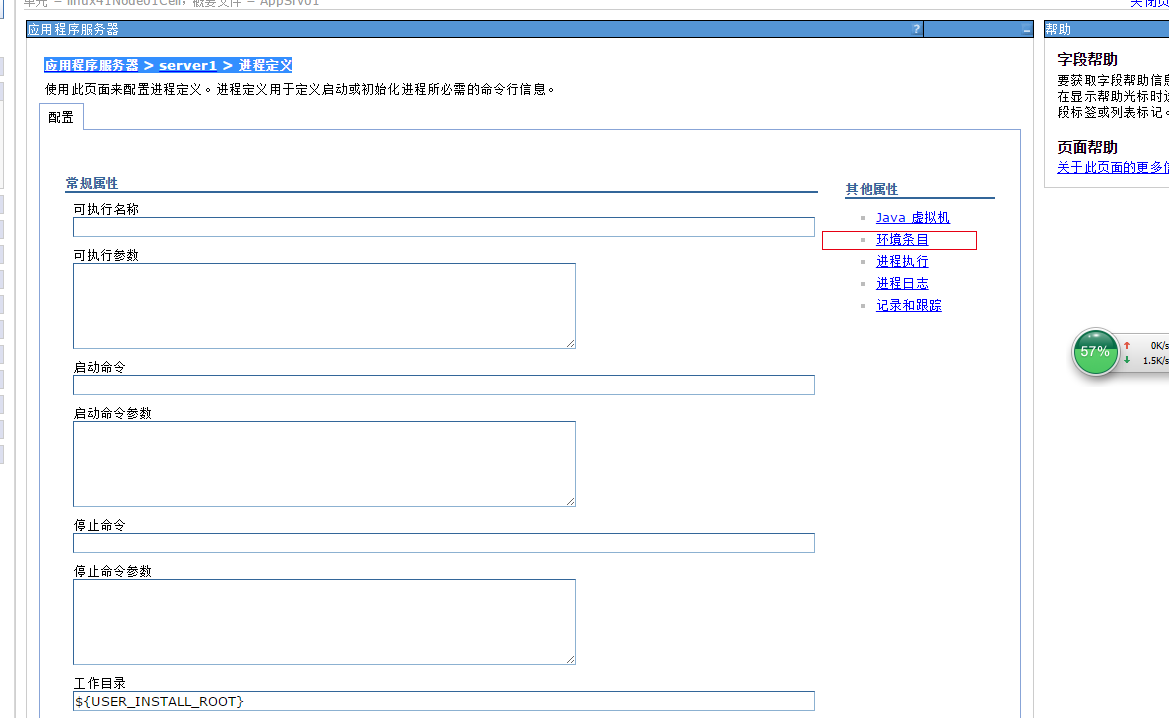 单元 = linux41Node01Cell，概要文件 = AppSrv01
关闭页
应用程序服务器
?
帮助
应用程序服务器 > server1 > 进程定义
使用此页面来配置进程定义。进程定义用于定义启动或初始化进程所必需的命令行信息。
配置
常规属性
可执行名称
可执行参数
启动命令
启动命令参数
停止命令
停止命令参数
工作目录
${USER_INSTALL_ROOT}
其他属性
Java 虚拟机
环境条目
进程执行
进程日志
记录和跟踪
字段帮助
要获取字段帮助信息
在显示帮助光标时选
段标签或列表标记。
页面帮助
关于此页面的更多信
57%
0K/s
1.5K/s